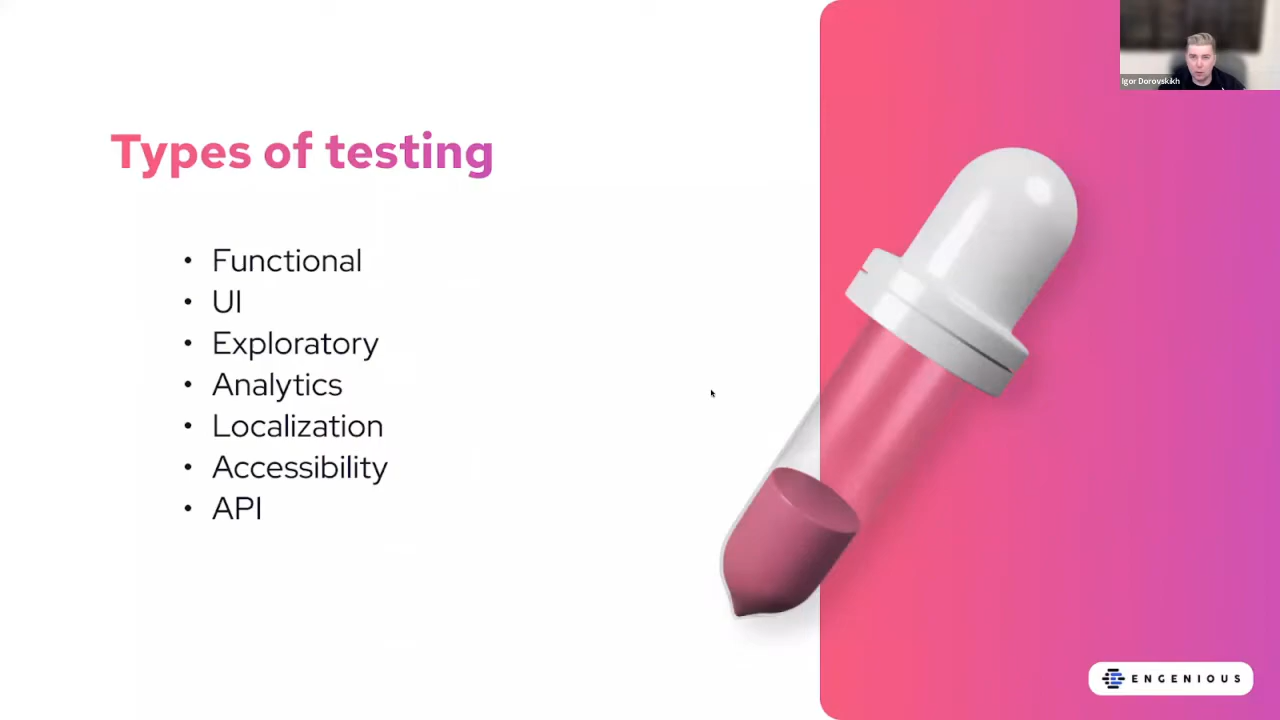 Igor Dorovskikh
Types of testing
• Functional
• UI
• Exploratory
• Analytics
• Localization
• Accessibility
• API
ENGENIOUS